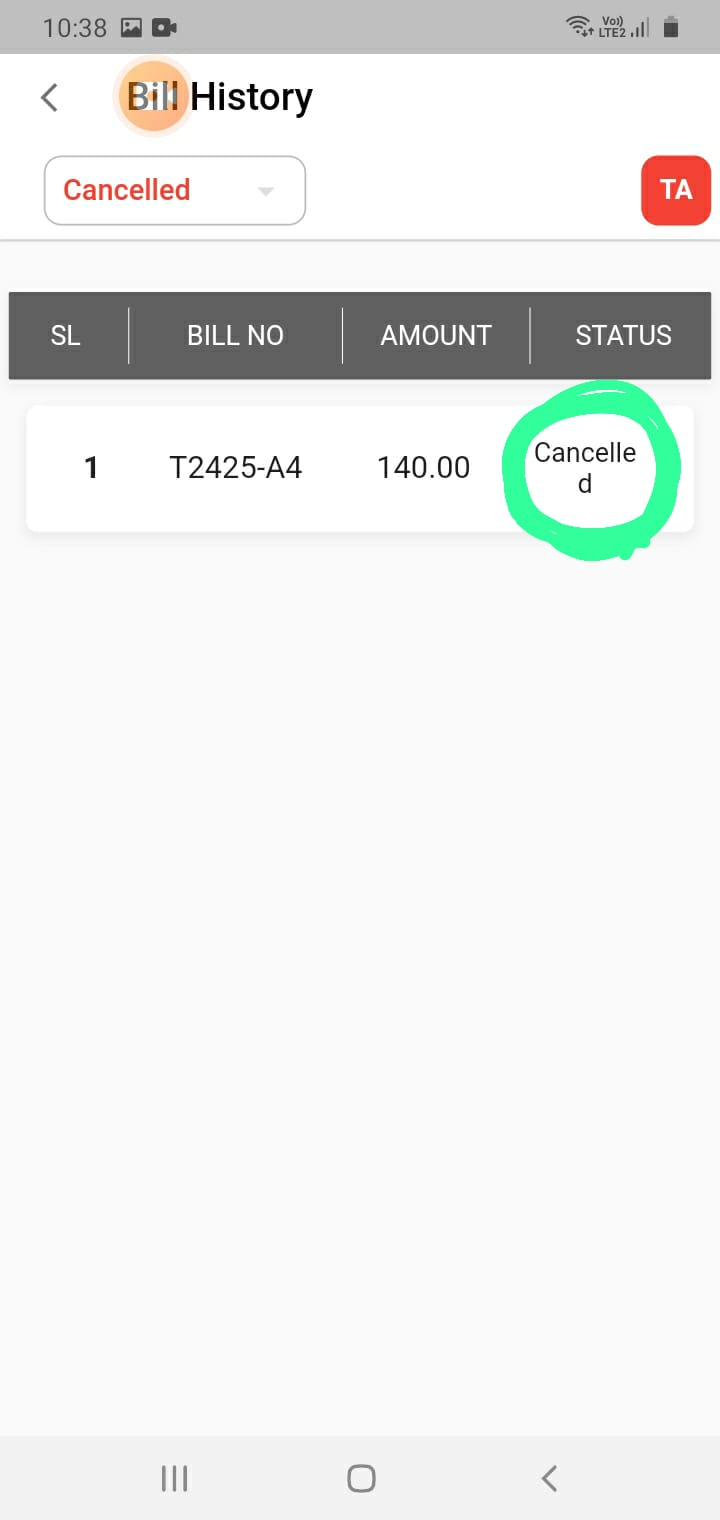 10:38 Vo)) LTE2
Bill History
Cancelled TA
SL BILL NO AMOUNT STATUS
1 T2425-A4 140.00 Cancelle
d